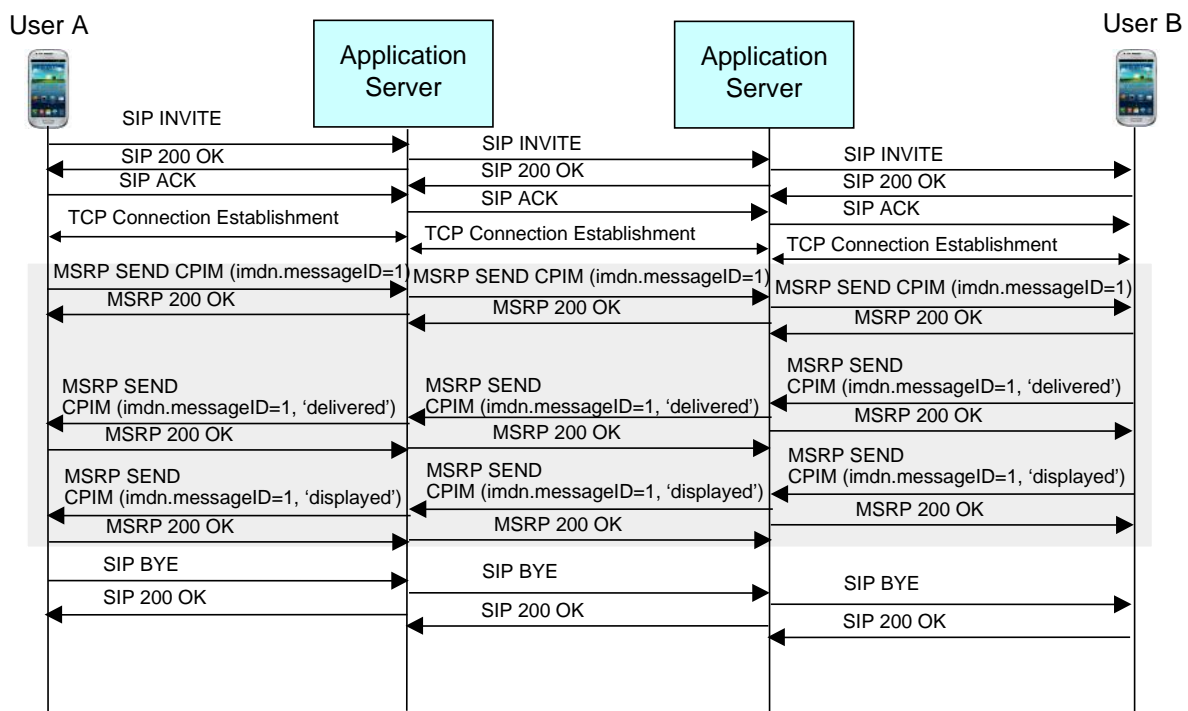 User A
User B
Application
Server
Application
Server
SIP INVITE
SIP INVITE
SIP INVITE
SIP 200 OK
SIP 200 OK
SIP 200 OK
SIP ACK
SIP ACK
SIP ACK
TCP Connection Establishment
TCP Connection Establishment
TCP Connection Establishment
MSRP SEND CPIM (imdn.messageID=1)
MSRP SEND CPIM (imdn.messageID=1)
MSRP SEND CPIM (imdn.messageID=1)
MSRP 200 OK
MSRP 200 OK
MSRP 200 OK
MSRP SEND
CPIM (imdn.messageID=1, ‘delivered’)
MSRP SEND
CPIM (imdn.messageID=1, ‘delivered’)
MSRP SEND
CPIM (imdn.messageID=1, ‘delivered’)
MSRP 200 OK
MSRP 200 OK
MSRP 200 OK
MSRP SEND
CPIM (imdn.messageID=1, ‘displayed’)
MSRP SEND
CPIM (imdn.messageID=1, ‘displayed’)
MSRP SEND
CPIM (imdn.messageID=1, ‘displayed’)
MSRP 200 OK
MSRP 200 OK
MSRP 200 OK
SIP BYE
SIP BYE
SIP BYE
SIP 200 OK
SIP 200 OK
SIP 200 OK